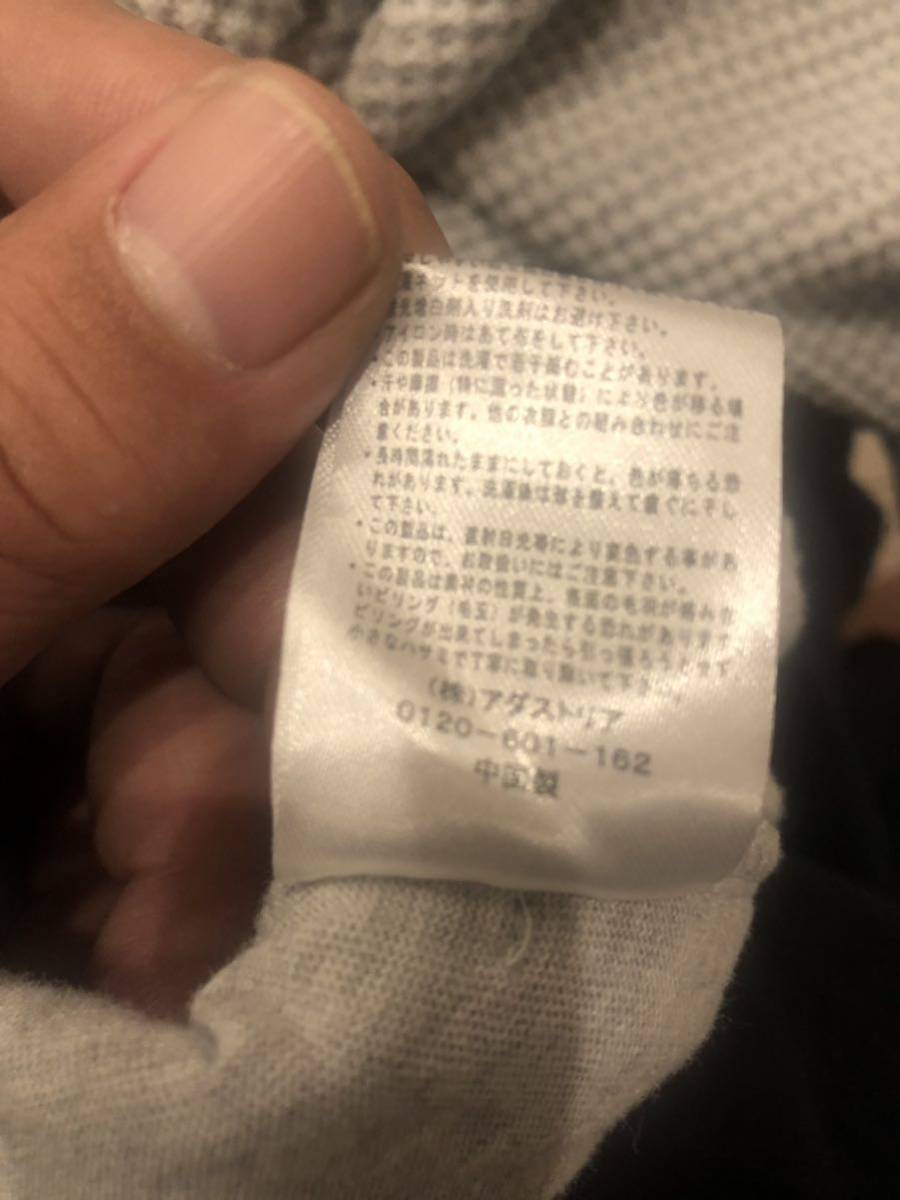 ネットを使用して下さい。
光増白剤入り洗剤はお避け下さい。
アイロン時はあて布をして下さい。
・この製品は洗濯で若干縮むことがあります。
・汗や摩擦（特に湿った状態）により色が移る場
合があります。他の衣類との組み合わせにご注
意ください。
・長時間濡れたままにしておくと、色が落ちる恐
れがあります。洗濯後は形を整えて直ぐに干し
て下さい。
・この製品は、直射日光等により変色する事があ
りますので、お取扱いにはご注意下さい。
・この製品は素材の性質上、表面の毛羽が絡み合
いピリング（毛玉）が発生する恐れがあります
ピリングが出来てしまったら引っ張ろうとせず
小さなハサミで丁寧に取り除いて下さい
（株）アダストリア
0120-601-162
中国製